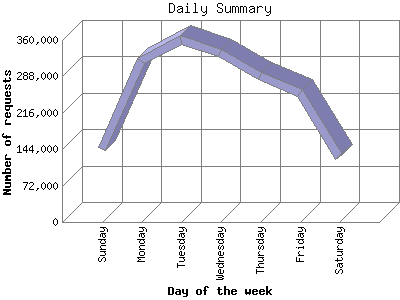 Daily Summary
Number of requests
360,000
288,000
216,000
144,000
72,000
0
Sunday
Monday
Tuesday
Wednesday
Thursday
Friday
Saturday
Day of the week